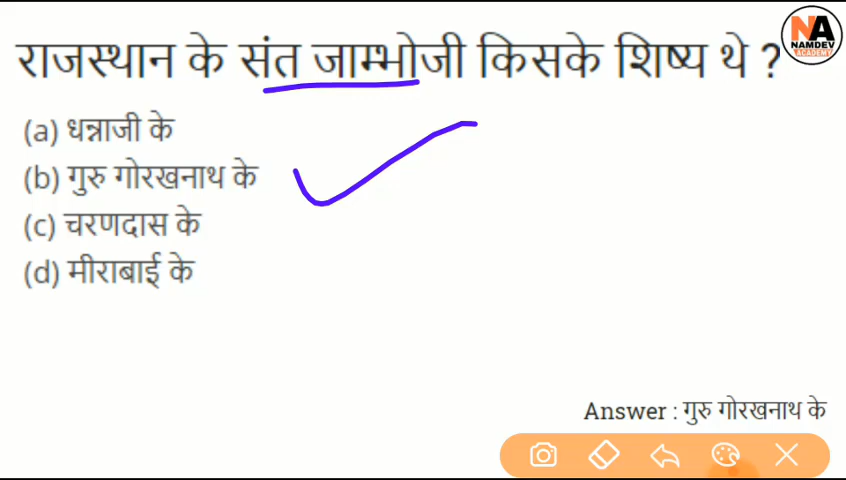 राजस्थान के संत जाम्भोजी किसके शिष्य थे ?
NA
NAMDEV
ACADEMY
(a) धन्नाजी के
(b) गुरु गोरखनाथ के
(c) चरणदास के
(d) मीराबाई के
Answer : गुरु गोरखनाथ के